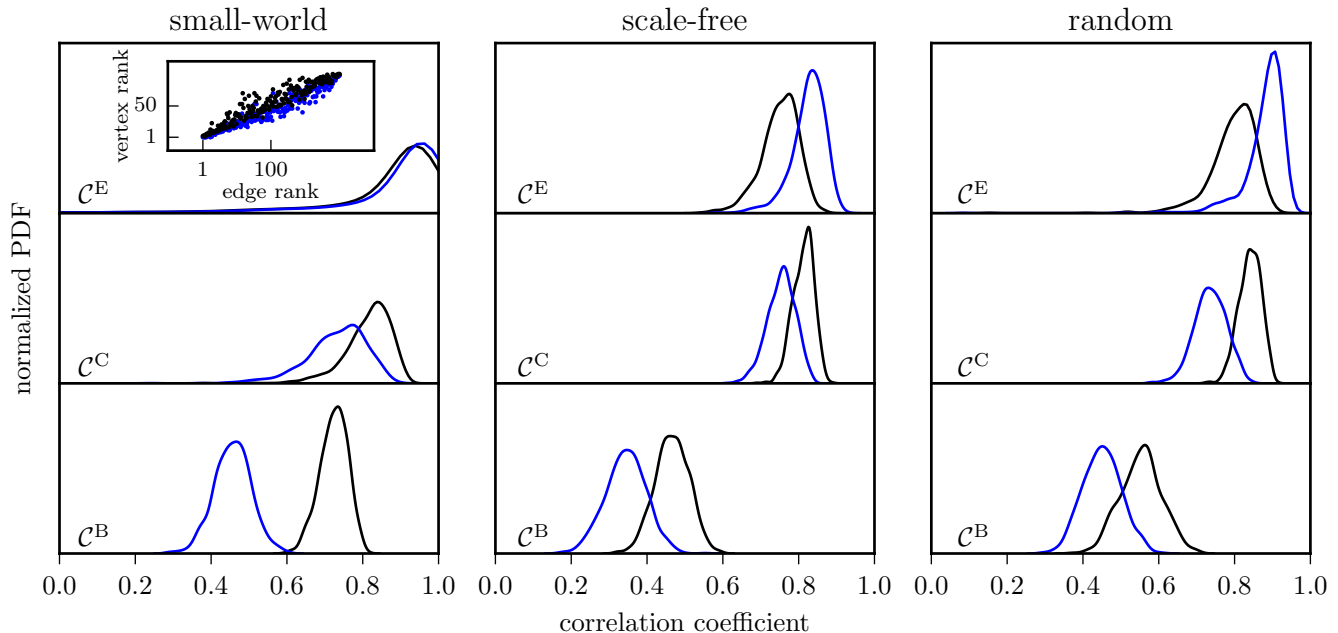 small-world scale-free random
normalized PDF
vertex rank
50
1
1 100
edge rank
𝒞ᴱ 𝒞ᴱ 𝒞ᴱ
𝒞ᶜ 𝒞ᶜ 𝒞ᶜ
𝒞ᴮ 𝒞ᴮ 𝒞ᴮ
0.0 0.2 0.4 0.6 0.8 1.0 0.0 0.2 0.4 0.6 0.8 1.0 0.0 0.2 0.4 0.6 0.8 1.0
correlation coefficient